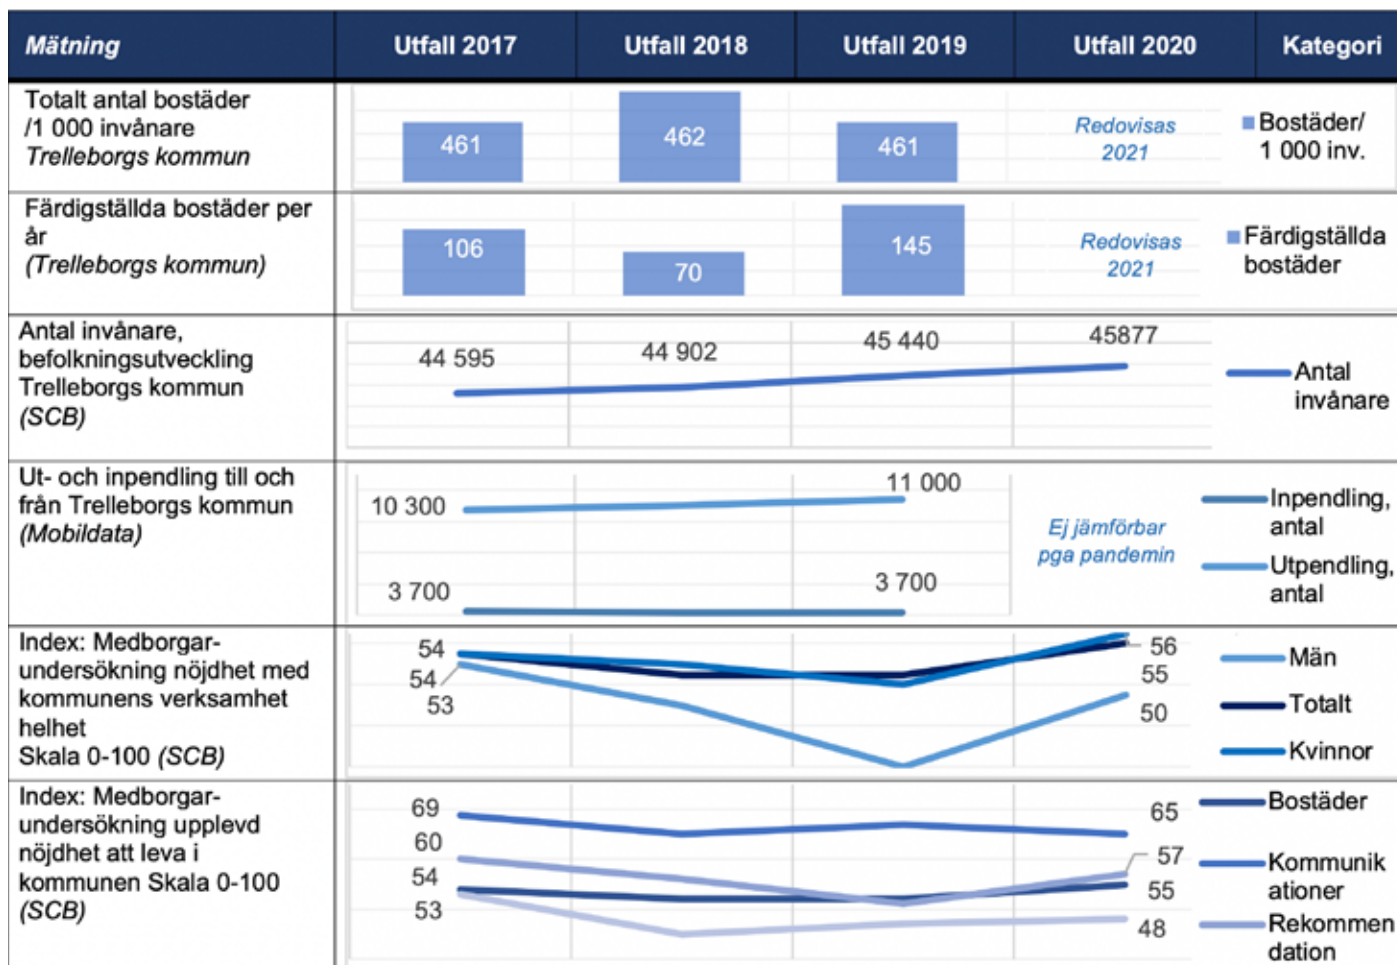 Mätning
Utfall 2017
Utfall 2018
Utfall 2019
Utfall 2020
Kategori
Totalt antal bostäder
/1 000 invånare
Trelleborgs kommun
461
462
461
Redovisas
2021
Bostäder/
1 000 inv.
Färdigställda bostäder per
år
(Trelleborgs kommun)
106
70
145
Redovisas
2021
Färdigställda
bostäder
Antal invånare,
befolkningsutveckling
Trelleborgs kommun
(SCB)
44 595
44 902
45 440
45877
Antal
invånare
Ut- och inpendling till och
från Trelleborgs kommun
(Mobildata)
10 300
11 000
3 700
3 700
Ej jämförbar
pga pandemin
Inpendling,
antal
Utpendling,
antal
Index: Medborgar-
undersökning nöjdhet med
kommunens verksamhet
helhet
Skala 0-100 (SCB)
54
54
53
56
55
50
Män
Totalt
Kvinnor
Index: Medborgar-
undersökning upplevd
nöjdhet att leva i
kommunen Skala 0-100
(SCB)
69
60
54
53
65
57
55
48
Bostäder
Kommunik
ationer
Rekommen
dation